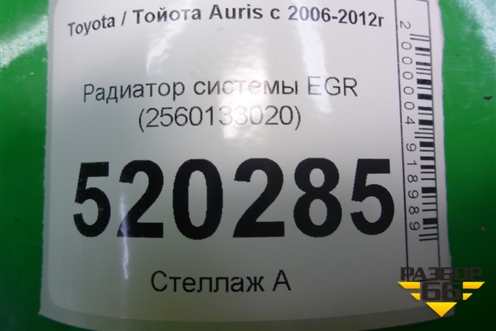 Toyota / Тойота Auris с 2006-2012г
Радиатор системы EGR
(2560133020)
520285
Стеллаж А
2000004918989
РАЗБОР
66